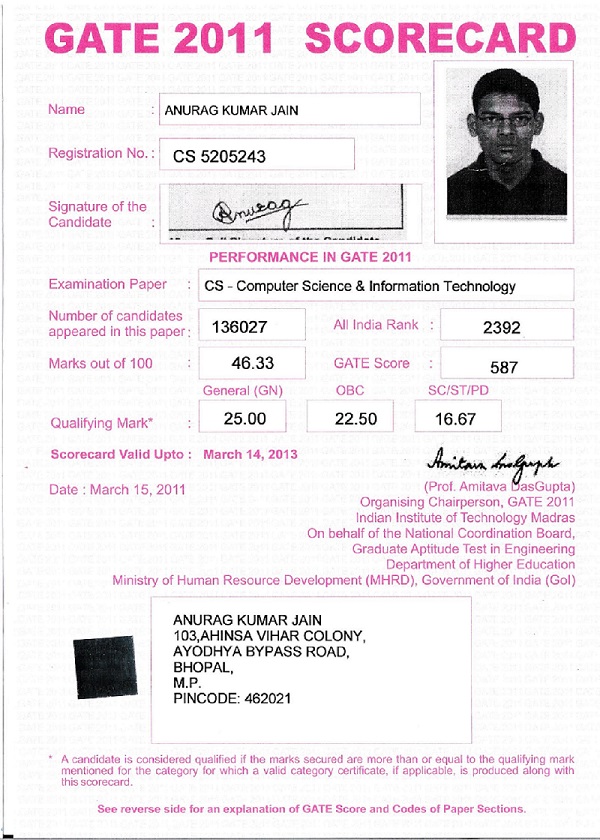 GATE 2011 SCORECARD
Name : ANURAG KUMAR JAIN
Registration No. : CS 5205243
Signature of the Candidate : Anurag
PERFORMANCE IN GATE 2011
Examination Paper : CS - Computer Science & Information Technology
Number of candidates appeared in this paper : 136027
All India Rank : 2392
Marks out of 100 : 46.33
GATE Score : 587
General (GN) OBC SC/ST/PD
Qualifying Mark* : 25.00 22.50 16.67
Scorecard Valid Upto : March 14, 2013
Date : March 15, 2011
(Prof. Amitava DasGupta)
Organising Chairperson, GATE 2011
Indian Institute of Technology Madras
On behalf of the National Coordination Board,
Graduate Aptitude Test in Engineering
Department of Higher Education
Ministry of Human Resource Development (MHRD), Government of India (GoI)
ANURAG KUMAR JAIN
103,AHINSA VIHAR COLONY,
AYODHYA BYPASS ROAD,
BHOPAL,
M.P.
PINCODE: 462021
* A candidate is considered qualified if the marks secured are more than or equal to the qualifying mark
mentioned for the category for which a valid category certificate, if applicable, is produced along with
this scorecard.
See reverse side for an explanation of GATE Score and Codes of Paper Sections.